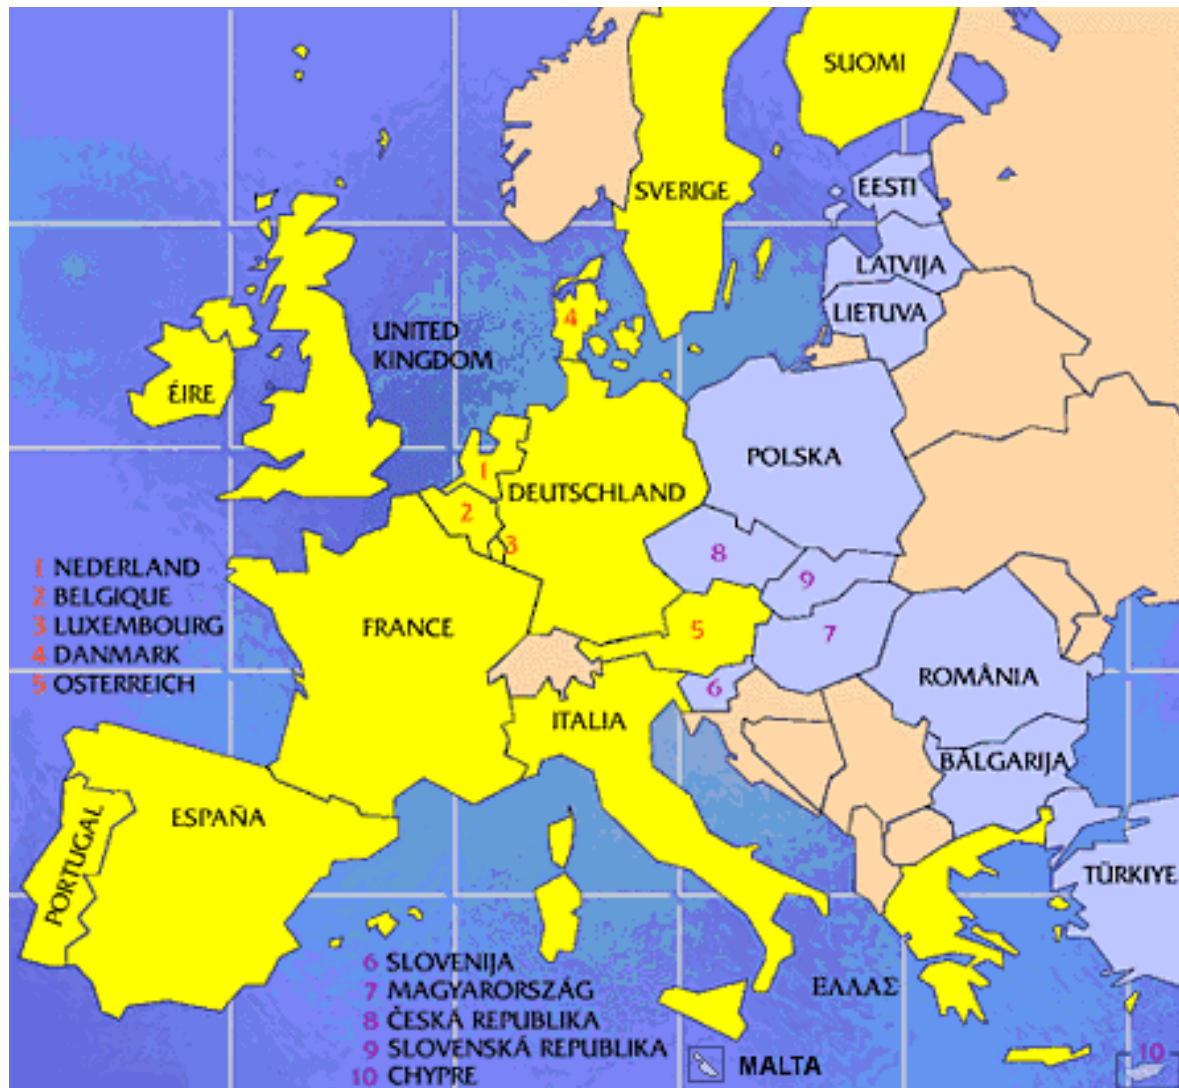 SUOMI
EESTI
SVERIGE
LATVIJA
LIETUVA
4
UNITED
KINGDOM
ÉIRE
POLSKA
1
DEUTSCHLAND
2
3
8
9
1 NEDERLAND
2 BELGIQUE
3 LUXEMBOURG
4 DANMARK
5 OSTERREICH
FRANCE
5
7
6
ROMÂNIA
ITALIA
BĂLGARIJA
ESPAÑA
PORTUGAL
TÜRKIYE
ΕΛΛΑΣ
6 SLOVENIJA
7 MAGYARORSZÁG
8 ČESKÁ REPUBLIKA
9 SLOVENSKÁ REPUBLIKA
10 CHYPRE
MALTA
10